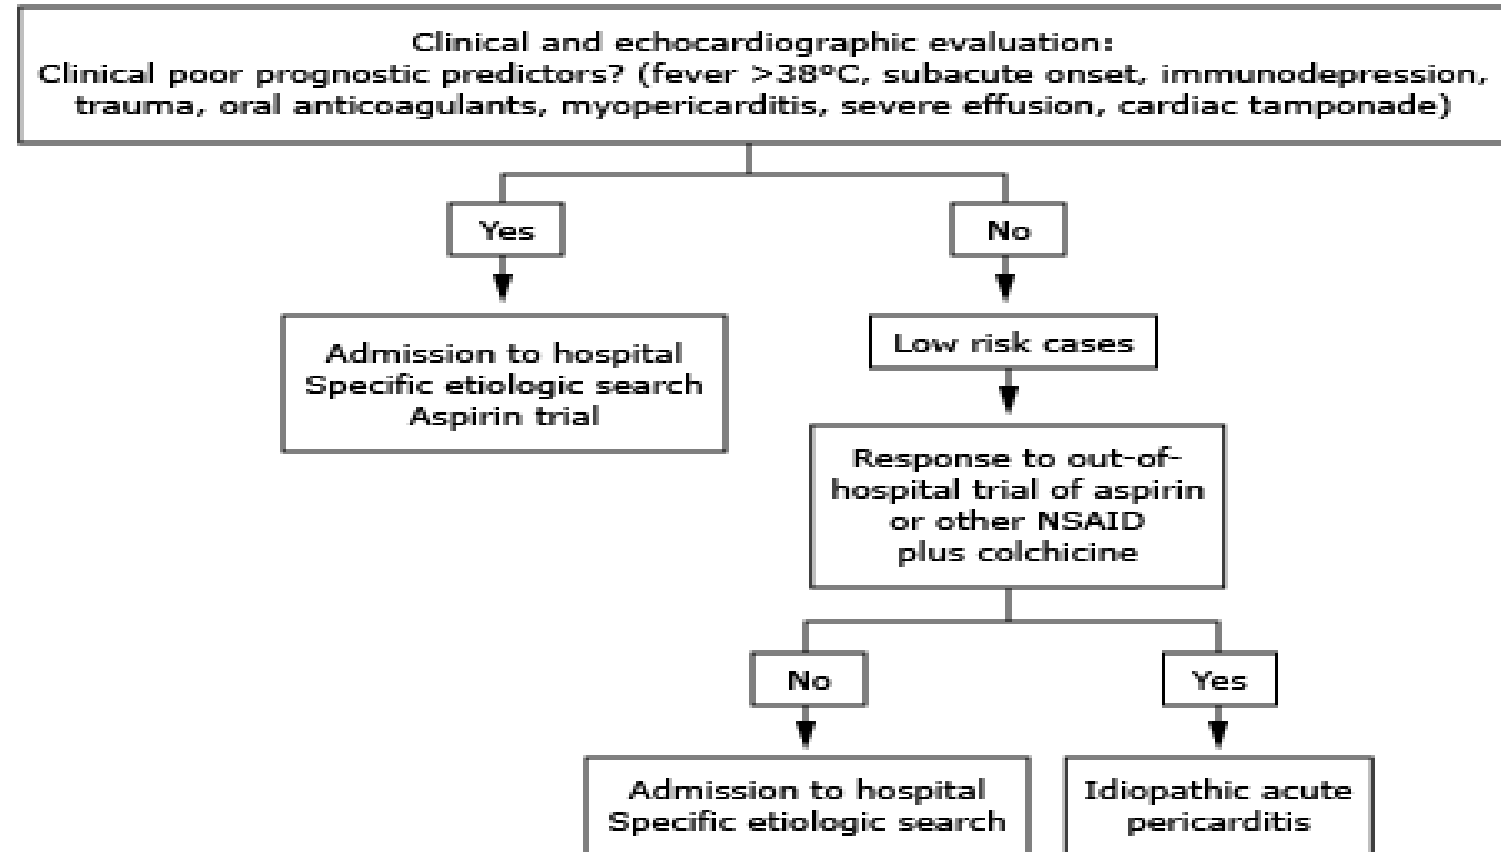 Clinical and echocardiographic evaluation:
Clinical poor prognostic predictors? (fever >38°C, subacute onset, immunodepression,
trauma, oral anticoagulants, myopericarditis, severe effusion, cardiac tamponade)
Yes
No
Admission to hospital
Specific etiologic search
Aspirin trial
Low risk cases
Response to out-of-
hospital trial of aspirin
or other NSAID
plus colchicine
No
Yes
Admission to hospital
Specific etiologic search
Idiopathic acute
pericarditis